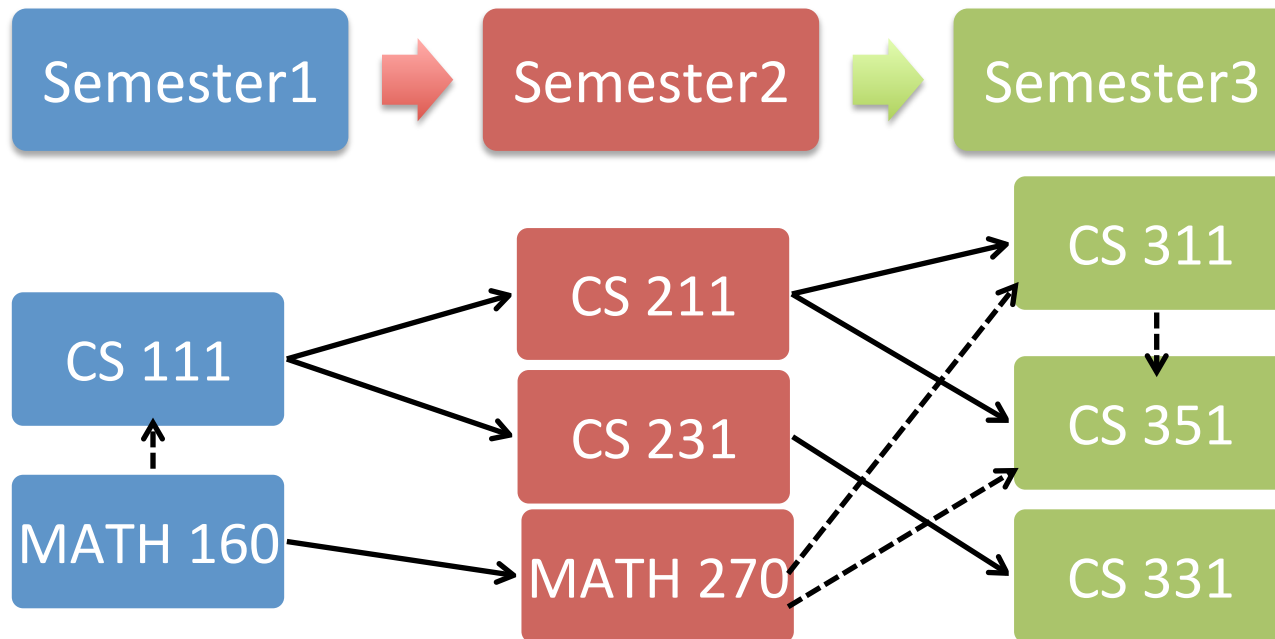 Semester1
Semester2
Semester3
CS 111
MATH 160
CS 211
CS 231
MATH 270
CS 311
CS 351
CS 331